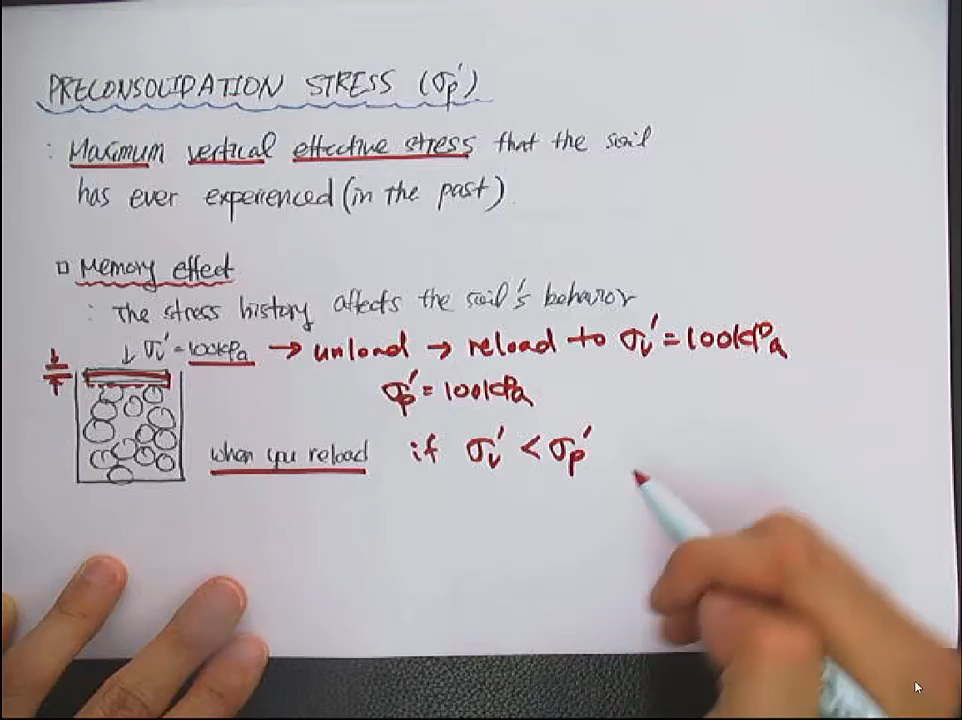 PRECONSOLIDATION STRESS (σp')
: Maximum vertical effective stress that the soil
has ever experienced (in the past).
□ Memory effect
: The stress history affects the soil's behavior
↓ σv' = 100kPa → unload → reload to σv' = 100kPa
σp' = 100kPa
when you reload if σv' < σp'